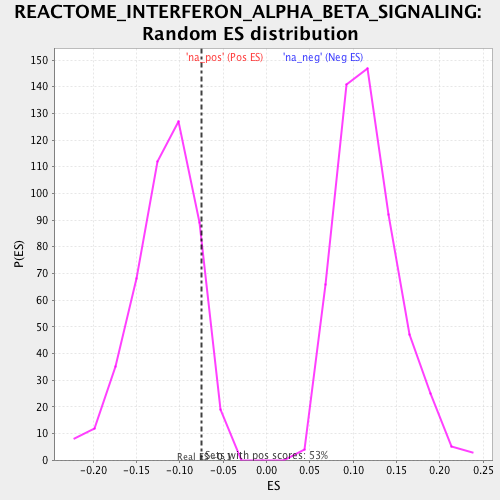 REACTOME_INTERFERON_ALPHA_BETA_SIGNALING:
Random ES distribution
'na_pos' (Pos ES) 'na_neg' (Neg ES)
150
140
130
120
110
100
90
80
70
60
50
40
30
20
10
0
P(ES)
Real ES Sets with pos scores: 53%
-0.20 -0.15 -0.10 -0.05 0.00 0.05 0.10 0.15 0.20 0.25
ES